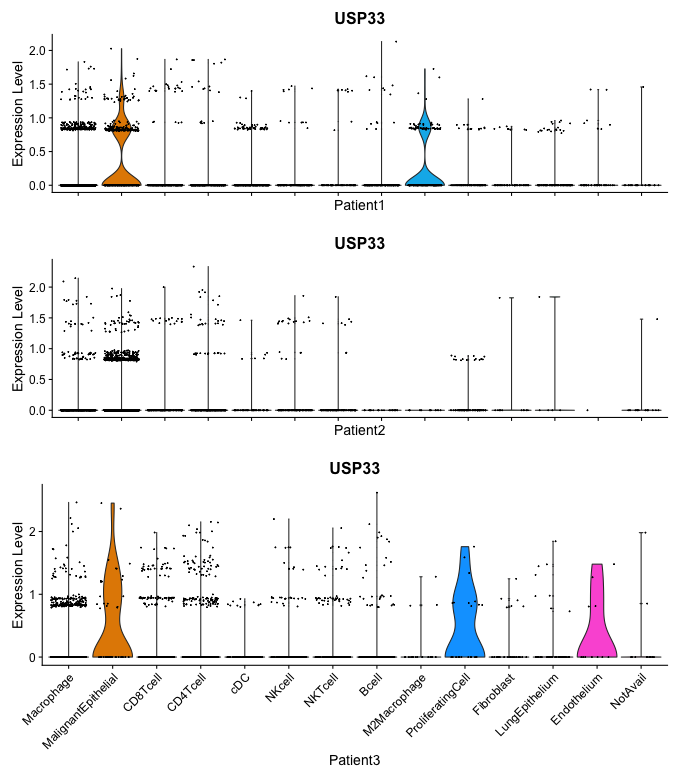 USP33
Expression Level
2.0
1.5
1.0
0.5
0.0
Patient1
USP33
Expression Level
2.0
1.5
1.0
0.5
0.0
Patient2
USP33
Expression Level
2
1
0
Macrophage
MalignantEpithelial
CD8Tcell
CD4Tcell
cDC
NKcell
NKTcell
Bcell
M2Macrophage
ProliferatingCell
Fibroblast
LungEpithelium
Endothelium
NotAvail
Patient3